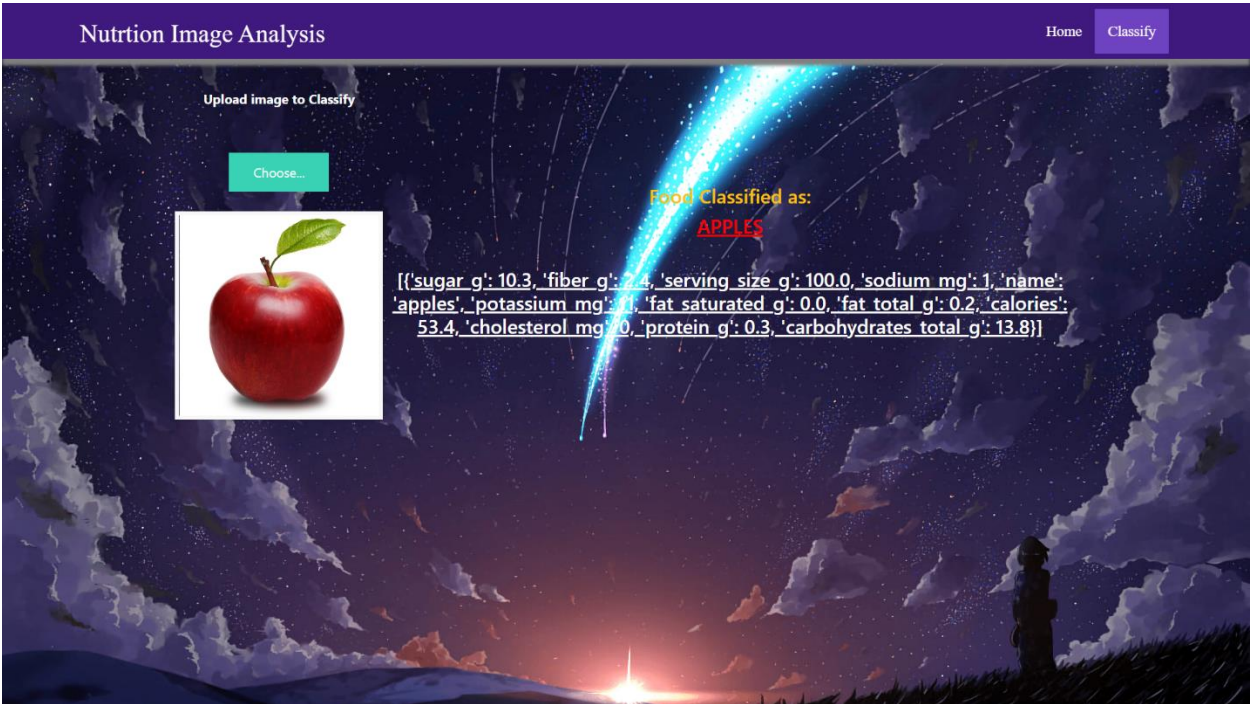 Nutrtion Image Analysis
Home
Classify
Upload image to Classify
Choose...
Food Classified as:
APPLES
[{'sugar_g': 10.3, 'fiber_g': 2.4, 'serving_size_g': 100.0, 'sodium_mg': 1, 'name':
'apples', 'potassium_mg': 11, 'fat_saturated_g': 0.0, 'fat_total_g': 0.2, 'calories':
53.4, 'cholesterol_mg': 0, 'protein_g': 0.3, 'carbohydrates_total_g': 13.8}]